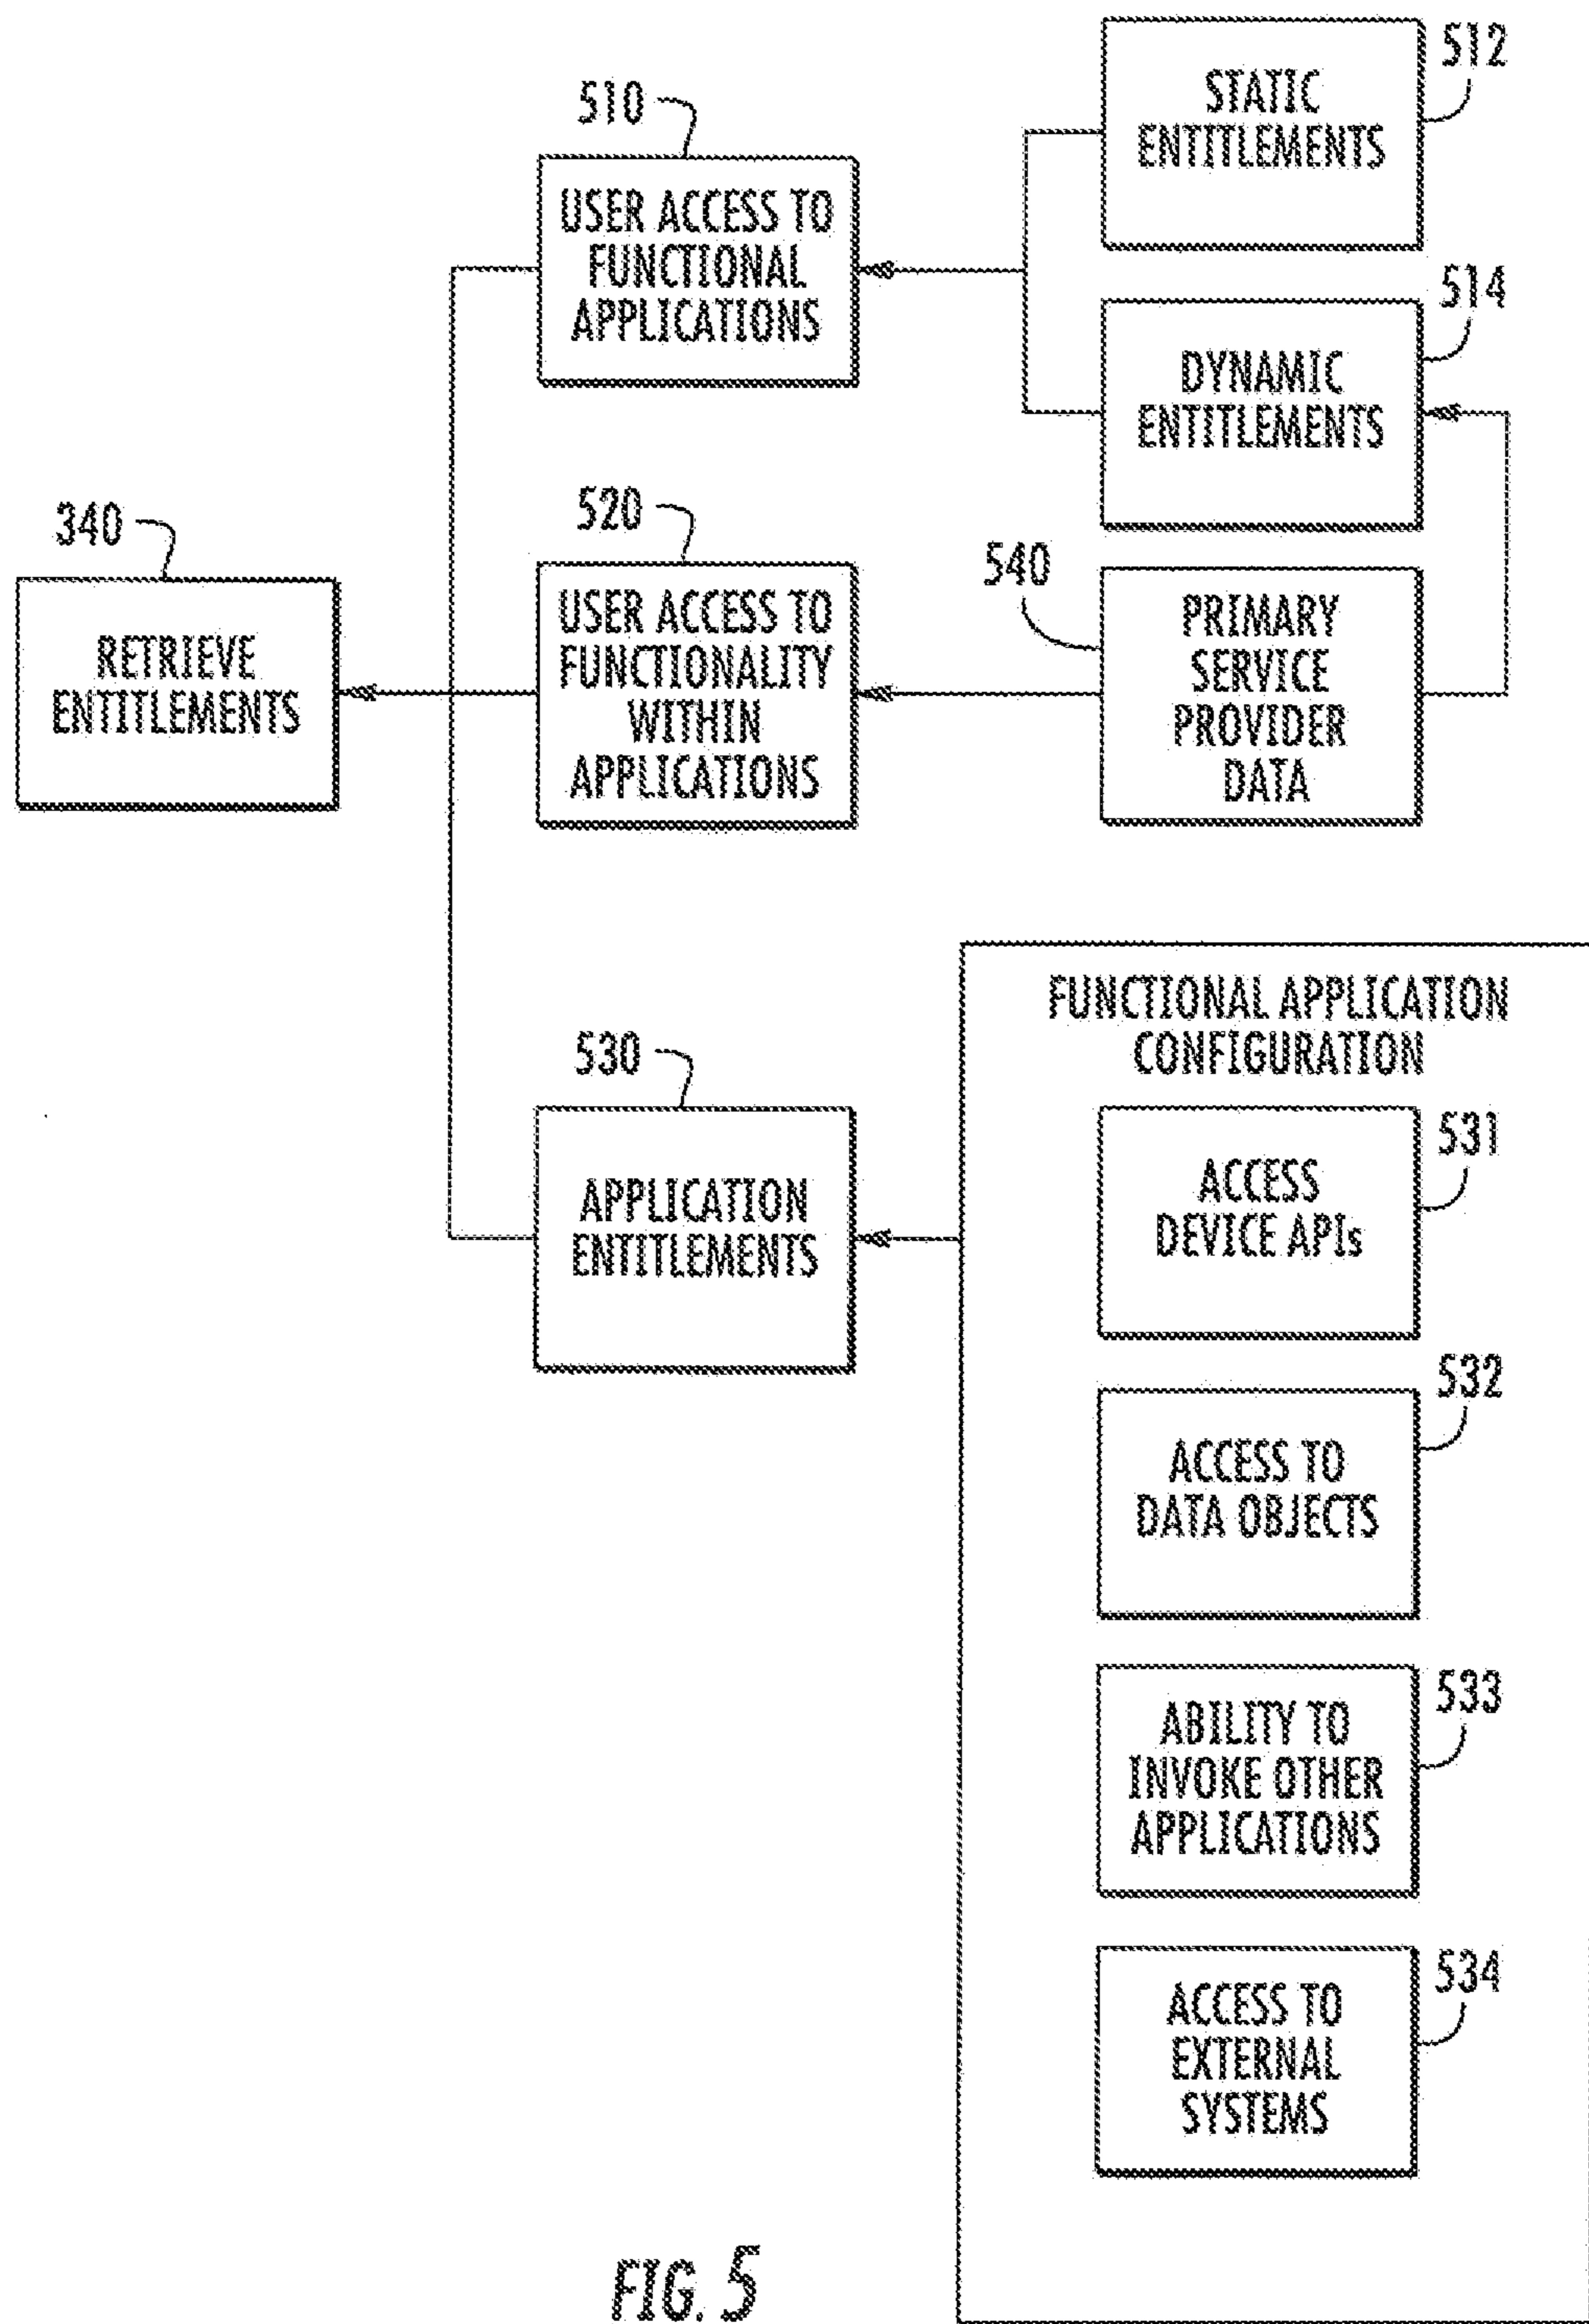 512
STATIC
ENTITLEMENTS
510
USER ACCESS TO
FUNCTIONAL
APPLICATIONS
514
DYNAMIC
ENTITLEMENTS
340
RETRIEVE
ENTITLEMENTS
520
USER ACCESS TO
FUNCTIONALITY
WITHIN
APPLICATIONS
540
PRIMARY
SERVICE
PROVIDER
DATA
FUNCTIONAL APPLICATION
CONFIGURATION
530
APPLICATION
ENTITLEMENTS
531
ACCESS
DEVICE APIs
532
ACCESS TO
DATA OBJECTS
533
ABILITY TO
INVOKE OTHER
APPLICATIONS
534
ACCESS TO
EXTERNAL
SYSTEMS
FIG. 5